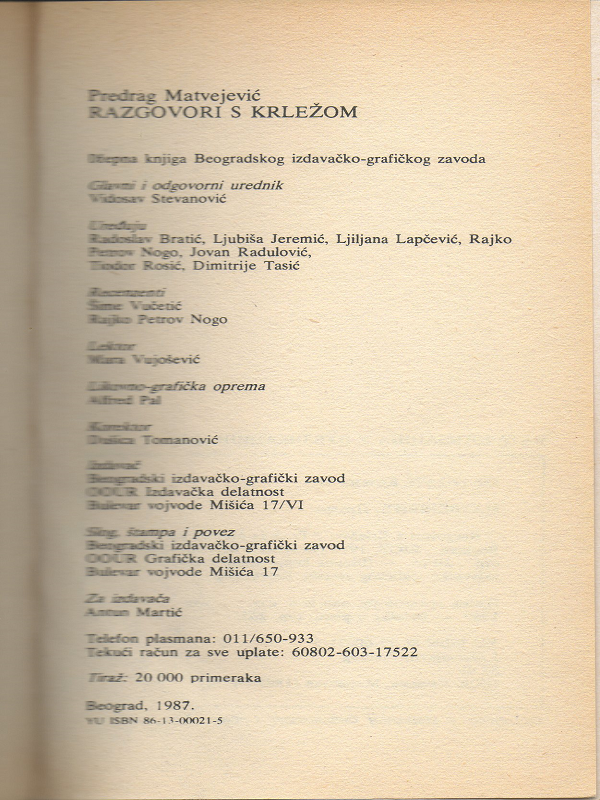 Predrag Matvejević
RAZGOVORI S KRLEŽOM
Džepna knjiga Beogradskog izdavačko-grafičkog zavoda
Glavni i odgovorni urednik
Vidosav Stevanović
Uređuju
Radoslav Bratić, Ljubiša Jeremić, Ljiljana Lapčević, Rajko
Petrov Nogo, Jovan Radulović,
Tiodor Rosić, Dimitrije Tasić
Recenzenti
Šime Vučetić
Rajko Petrov Nogo
Lektor
Mara Vujošević
Likovno-grafička oprema
Alfred Pal
Korektor
Dušica Tomanović
Izdavač
Beogradski izdavačko-grafički zavod
OOUR Izdavačka delatnost
Bulevar vojvode Mišića 17/VI
Slog, štampa i povez
Beogradski izdavačko-grafički zavod
OOUR Grafička delatnost
Bulevar vojvode Mišića 17
Za izdavača
Antun Martić
Telefon plasmana: 011/650-933
Tekući račun za sve uplate: 60802-603-17522
Tiraž: 20 000 primeraka
Beograd, 1987.
YU ISBN 86-13-00021-5